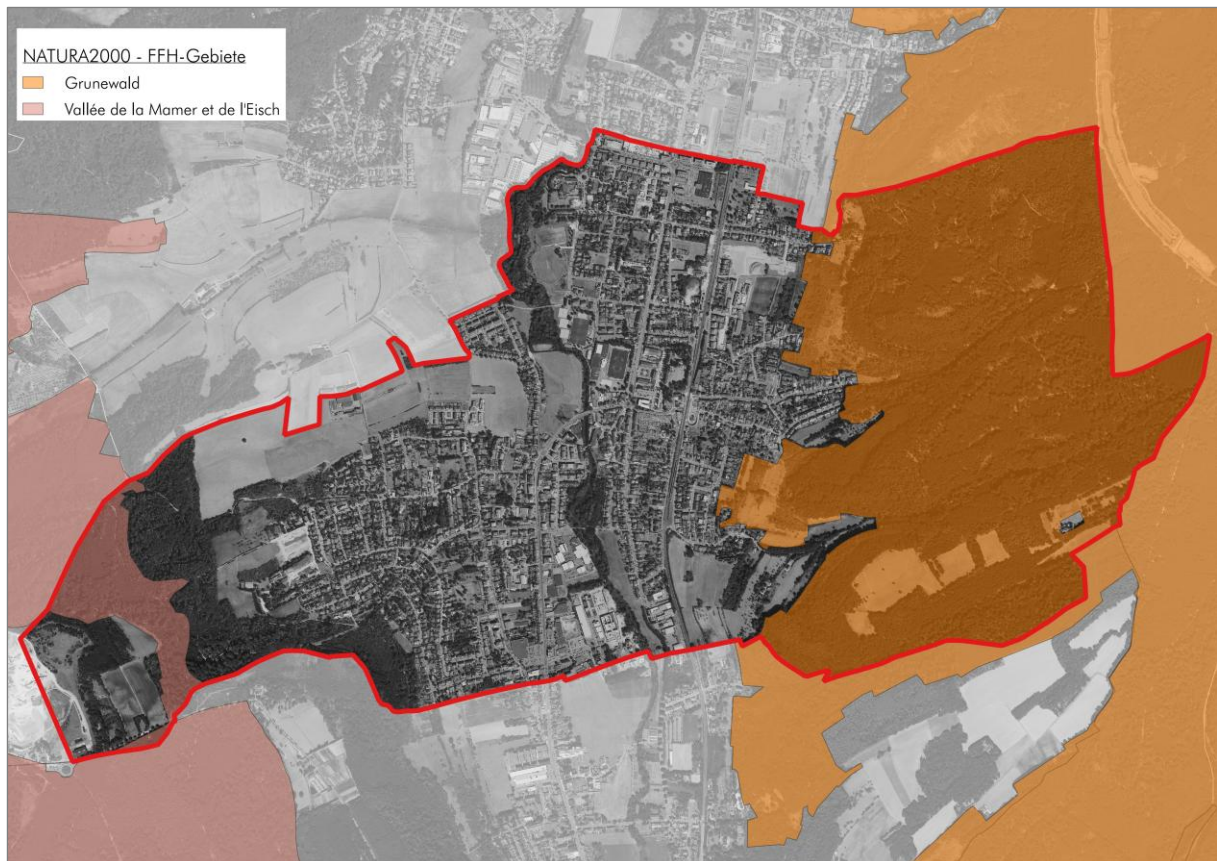 NATURA2000 - FFH-Gebiete
Grunewald
Vallée de la Mamer et de l'Eisch